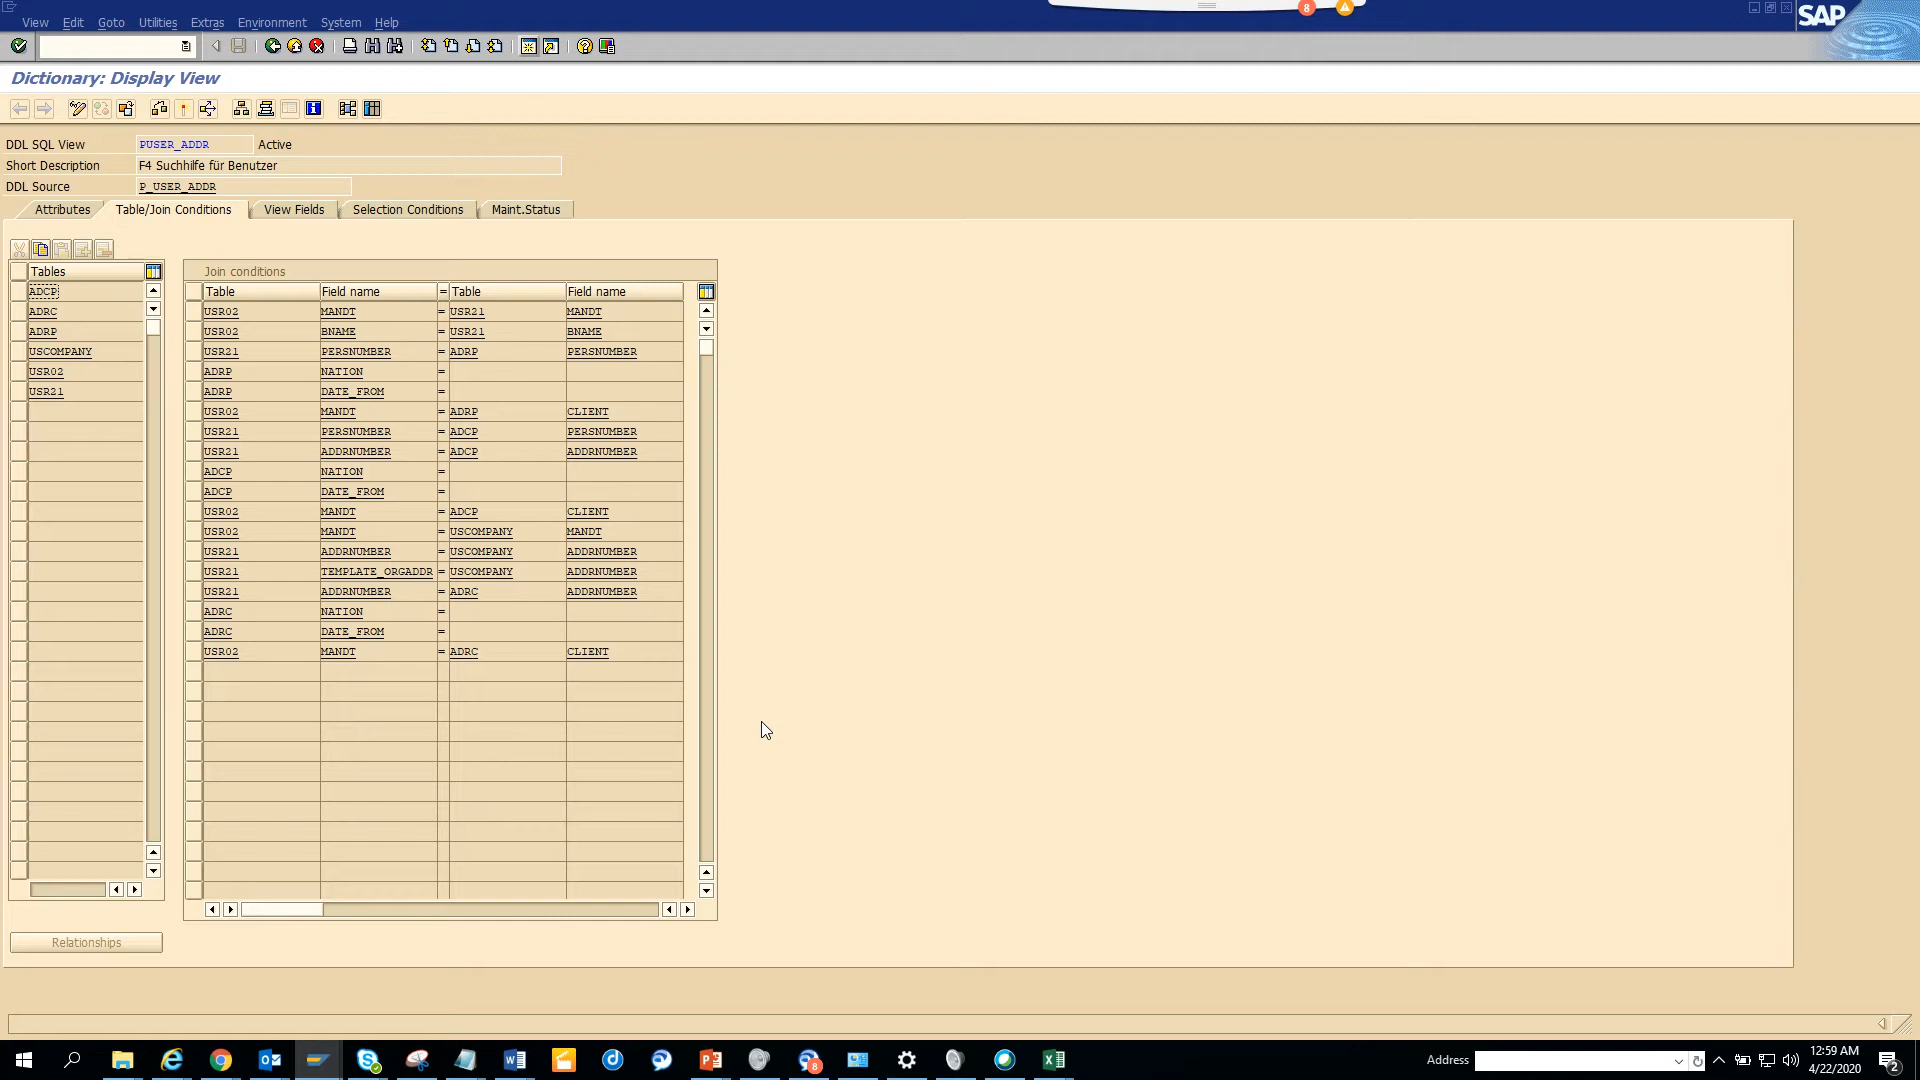 8
View Edit Goto Utilities Extras Environment System Help
SAP
Dictionary: Display View
DDL SQL View PUSER_ADDR Active
Short Description F4 Suchhilfe für Benutzer
DDL Source P_USER_ADDR
Attributes Table/Join Conditions View Fields Selection Conditions Maint.Status
Tables
ADCP
ADRC
ADRP
USCOMPANY
USR02
USR21
Join conditions
Table Field name = Table Field name
USR02 MANDT = USR21 MANDT
USR02 BNAME = USR21 BNAME
USR21 PERSNUMBER = ADRP PERSNUMBER
ADRP NATION =
ADRP DATE_FROM =
USR02 MANDT = ADRP CLIENT
USR21 PERSNUMBER = ADCP PERSNUMBER
USR21 ADDRNUMBER = ADCP ADDRNUMBER
ADCP NATION =
ADCP DATE_FROM =
USR02 MANDT = ADCP CLIENT
USR02 MANDT = USCOMPANY MANDT
USR21 ADDRNUMBER = USCOMPANY ADDRNUMBER
USR21 TEMPLATE_ORGADDR = USCOMPANY ADDRNUMBER
USR21 ADDRNUMBER = ADRC ADDRNUMBER
ADRC NATION =
ADRC DATE_FROM =
USR02 MANDT = ADRC CLIENT
Relationships
8
Address
12:59 AM
4/22/2020
2